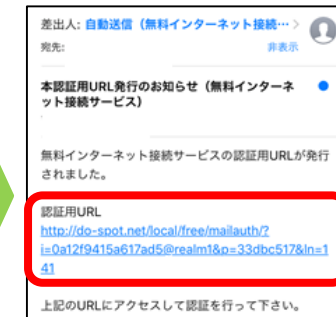 差出人: 自動送信（無料インターネット接続…
宛先:
非表示
本認証用URL発行のお知らせ（無料インターネ
ット接続サービス）
無料インターネット接続サービスの認証用URLが発行
されました。
認証用URL
http://do-spot.net/local/free/mailauth/?
i=0a12f9415a617ad5@realm1&p=33dbc517&ln=1
41
上記のURLにアクセスして認証を行って下さい。